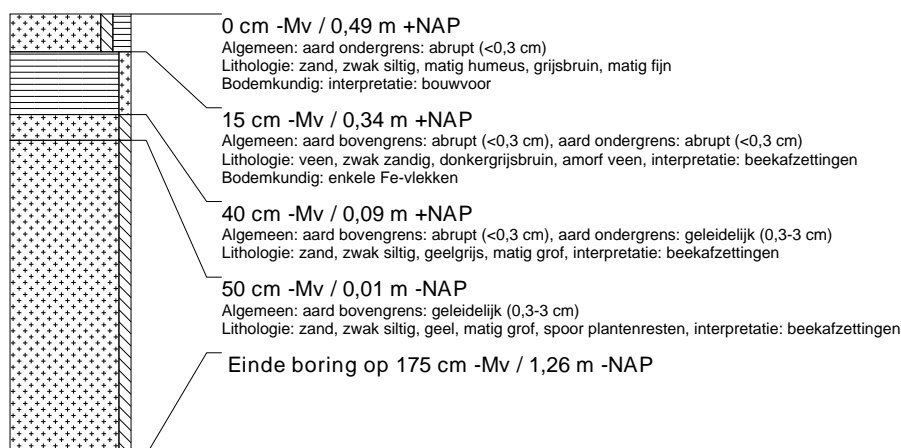 0 cm -Mv / 0,49 m +NAP
Algemeen: aard ondergrens: abrupt (<0,3 cm)
Lithologie: zand, zwak siltig, matig humeus, grijsbruin, matig fijn
Bodemkundig: interpretatie: bouwvoor
15 cm -Mv / 0,34 m +NAP
Algemeen: aard bovengrens: abrupt (<0,3 cm), aard ondergrens: abrupt (<0,3 cm)
Lithologie: veen, zwak zandig, donkergrijsbruin, amorf veen, interpretatie: beekafzettingen
Bodemkundig: enkele Fe-vlekken
40 cm -Mv / 0,09 m +NAP
Algemeen: aard bovengrens: abrupt (<0,3 cm), aard ondergrens: geleidelijk (0,3-3 cm)
Lithologie: zand, zwak siltig, geelgrijs, matig grof, interpretatie: beekafzettingen
50 cm -Mv / 0,01 m -NAP
Algemeen: aard bovengrens: geleidelijk (0,3-3 cm)
Lithologie: zand, zwak siltig, geel, matig grof, spoor plantenresten, interpretatie: beekafzettingen
Einde boring op 175 cm -Mv / 1,26 m -NAP